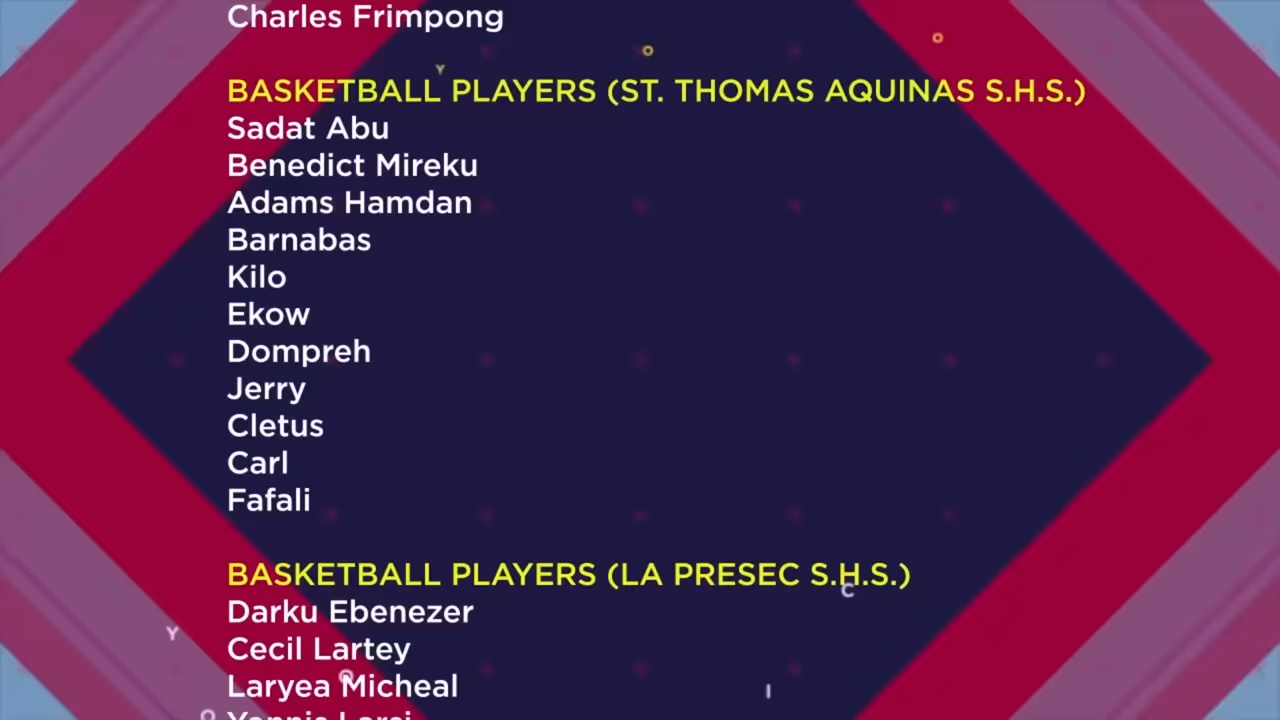 Charles Frimpong
BASKETBALL PLAYERS (ST. THOMAS AQUINAS S.H.S.)
Sadat Abu
Benedict Mireku
Adams Hamdan
Barnabas
Kilo
Ekow
Dompreh
Jerry
Cletus
Carl
Fafali
BASKETBALL PLAYERS (LA PRESEC S.H.S.)
Darku Ebenezer
Cecil Lartey
Laryea Micheal